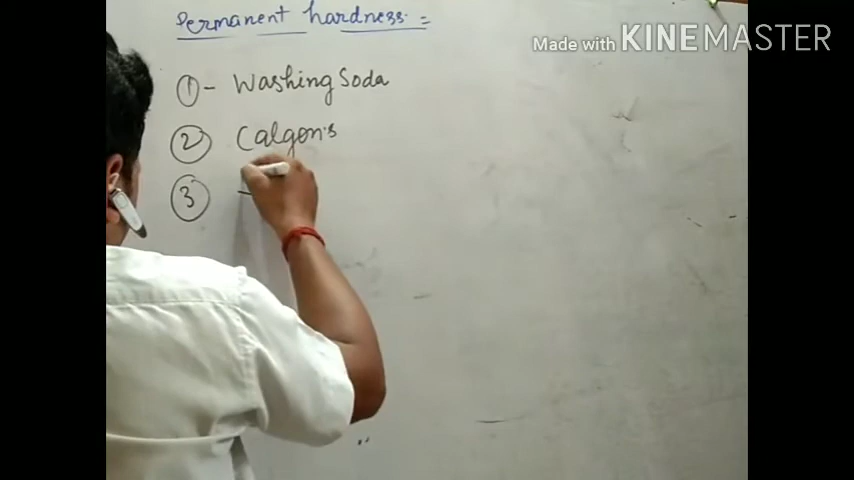 Permanent hardness =
Made with KINEMASTER
① - Washing Soda
② Calgon's
③